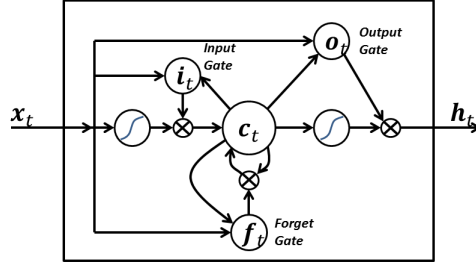 Output
Gate
o_t
Input
Gate
i_t
x_t
c_t
h_t
f_t
Forget
Gate